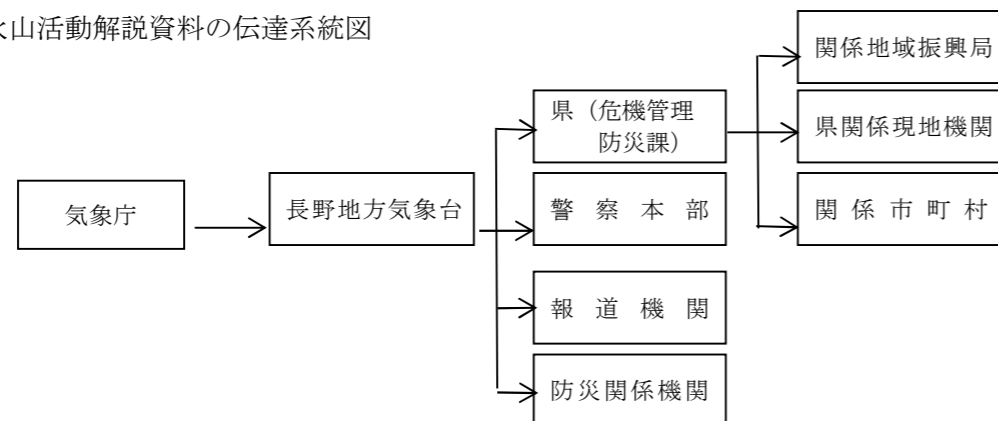 火山活動解説資料の伝達系統図
関係地域振興局
県（危機管理
防災課）
県関係現地機関
気象庁
長野地方気象台
警察本部
関係市町村
報道機関
防災関係機関